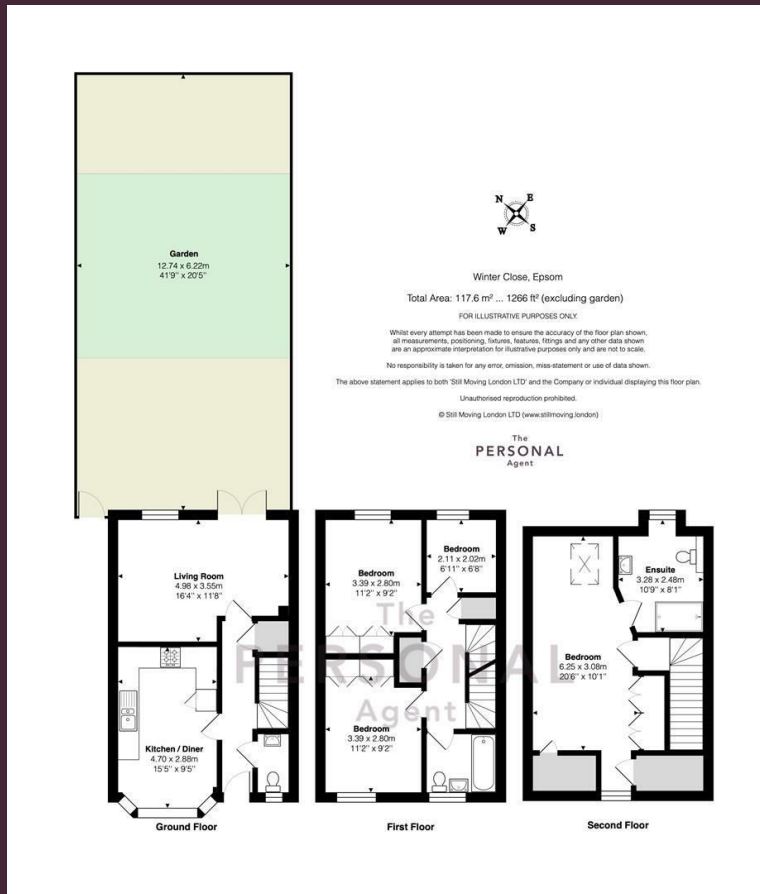 Garden
12.74 x 6.22m
41'9" x 20'5"
N E
W S
Winter Close, Epsom
Total Area: 117.6 m² ... 1266 ft² (excluding garden)
FOR ILLUSTRATIVE PURPOSES ONLY.
Whilst every attempt has been made to ensure the accuracy of the floor plan shown,
all measurements, positioning, fixtures, features, fittings and any other data shown
are an approximate interpretation for illustrative purposes only and are not to scale.
No responsibility is taken for any error, omission, miss-statement or use of data shown.
The above statement applies to both 'Still Moving London LTD' and the Company or individual displaying this floor plan.
Unauthorised reproduction prohibited.
© Still Moving London LTD (www.stillmoving.london)
The
PERSONAL
Agent
Living Room
4.98 x 3.55m
16'4" x 11'8"
Kitchen / Diner
4.70 x 2.88m
15'5" x 9'5"
Ground Floor
Bedroom
3.39 x 2.80m
11'2" x 9'2"
Bedroom
2.11 x 2.02m
6'11" x 6'8"
The
PERSONAL
Agent
Bedroom
3.39 x 2.80m
11'2" x 9'2"
First Floor
Ensuite
3.28 x 2.48m
10'9" x 8'1"
Bedroom
6.25 x 3.08m
20'6" x 10'1"
Second Floor